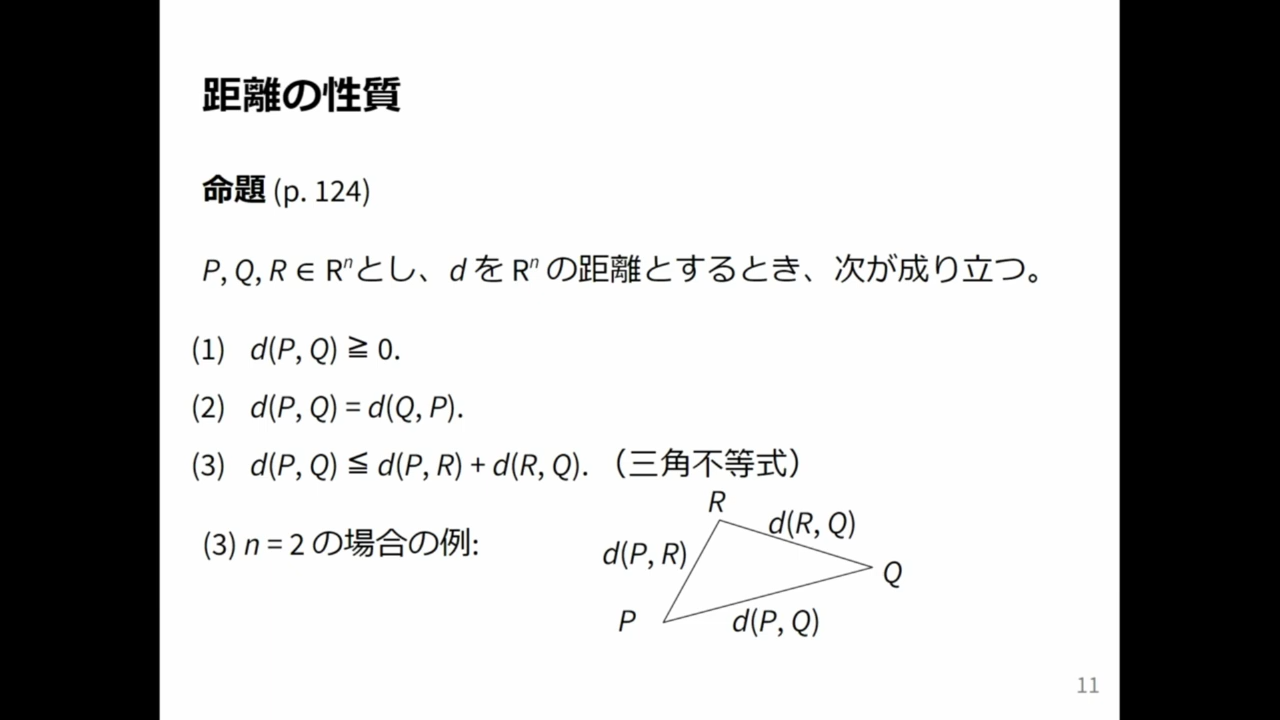 距離の性質
命題 (p. 124)
P, Q, R ∈ Rⁿとし、d を Rⁿ の距離とするとき、次が成り立つ。
(1) d(P, Q) ≧ 0.
(2) d(P, Q) = d(Q, P).
(3) d(P, Q) ≦ d(P, R) + d(R, Q). （三角不等式）
(3) n = 2 の場合の例:
R
d(R, Q)
d(P, R)
Q
P
d(P, Q)
11